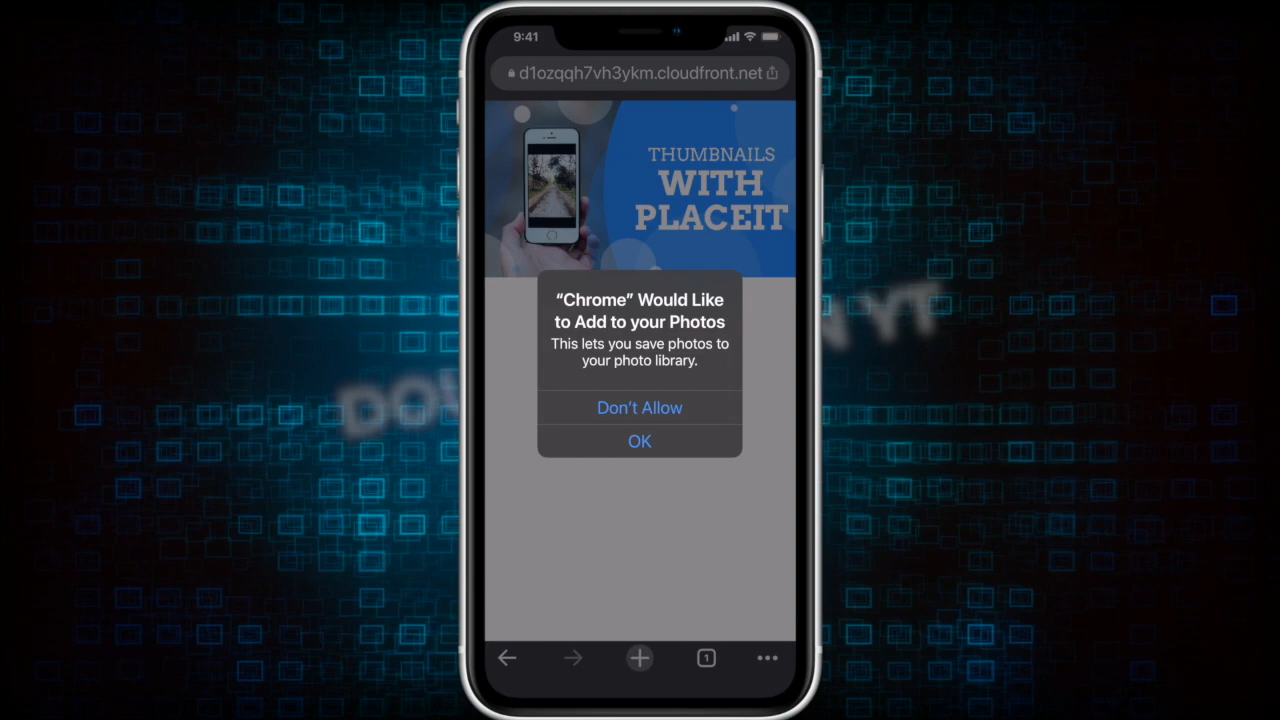 9:41
d1ozqqh7vh3ykm.cloudfront.net
THUMBNAILS
WITH
PLACEIT
“Chrome” Would Like
to Add to your Photos
This lets you save photos to
your photo library.
Don’t Allow
OK
1
YT